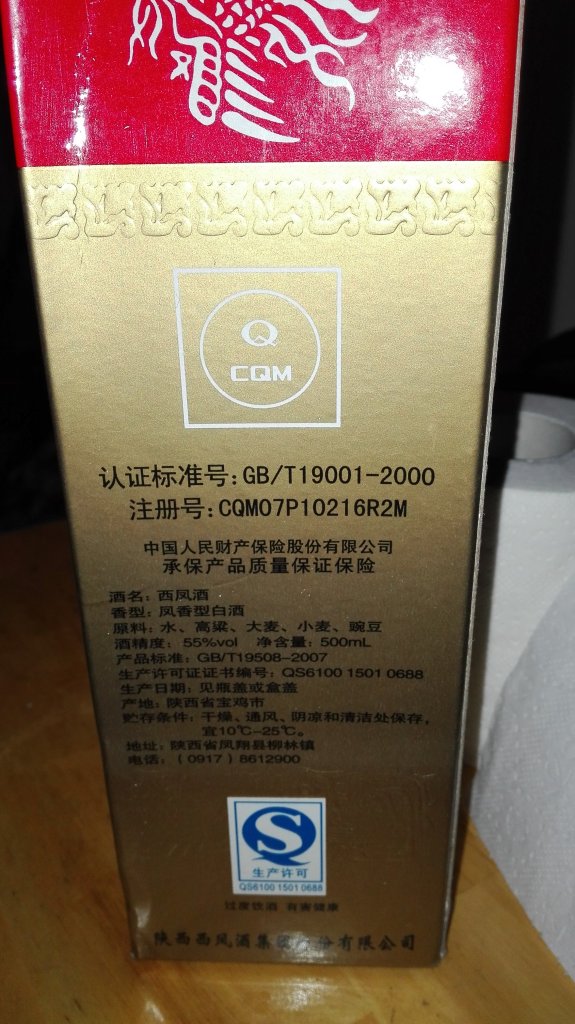 Q
CQM
认证标准号:GB/T19001-2000
注册号:CQM07P10216R2M
中国人民财产保险股份有限公司
承保产品质量保证保险
酒名: 西凤酒
香型: 凤香型白酒
原料: 水、高粱、大麦、小麦、豌豆
酒精度: 55%vol 净含量: 500mL
产品标准: GB/T19508-2007
生产许可证证书编号: QS6100 1501 0688
生产日期: 见瓶盖或盒盖
产地: 陕西省宝鸡市
贮存条件: 干燥、通风、阴凉和清洁处保存,
宜10℃-25℃。
地址: 陕西省凤翔县柳林镇
电话: (0917) 8612900
生产许可
QS6100 1501 0688
过度饮酒 有害健康
陕西西凤酒集团股份有限公司